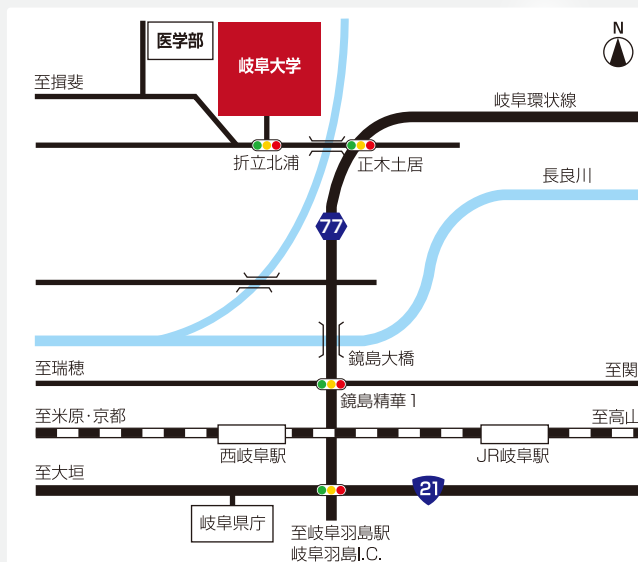 N
医学部
岐阜大学
至揖斐
岐阜環状線
折立北浦
正木土居
長良川
77
鏡島大橋
至瑞穂
至関
鏡島精華1
至米原・京都
至高山
西岐阜駅
JR岐阜駅
至大垣
21
岐阜県庁
至岐阜羽島駅
岐阜羽島I.C.